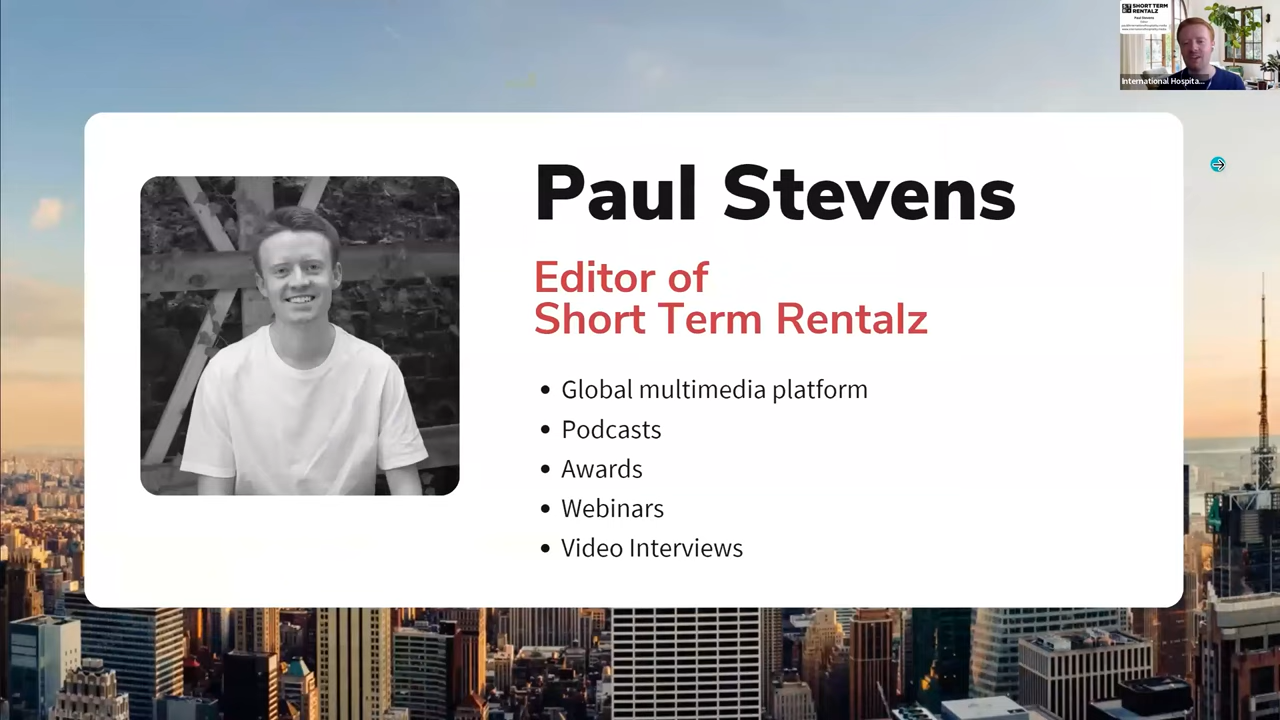 SHORT TERM
RENTALZ
Paul Stevens
International Hospita...
Paul Stevens
Editor of
Short Term Rentalz
• Global multimedia platform
• Podcasts
• Awards
• Webinars
• Video Interviews